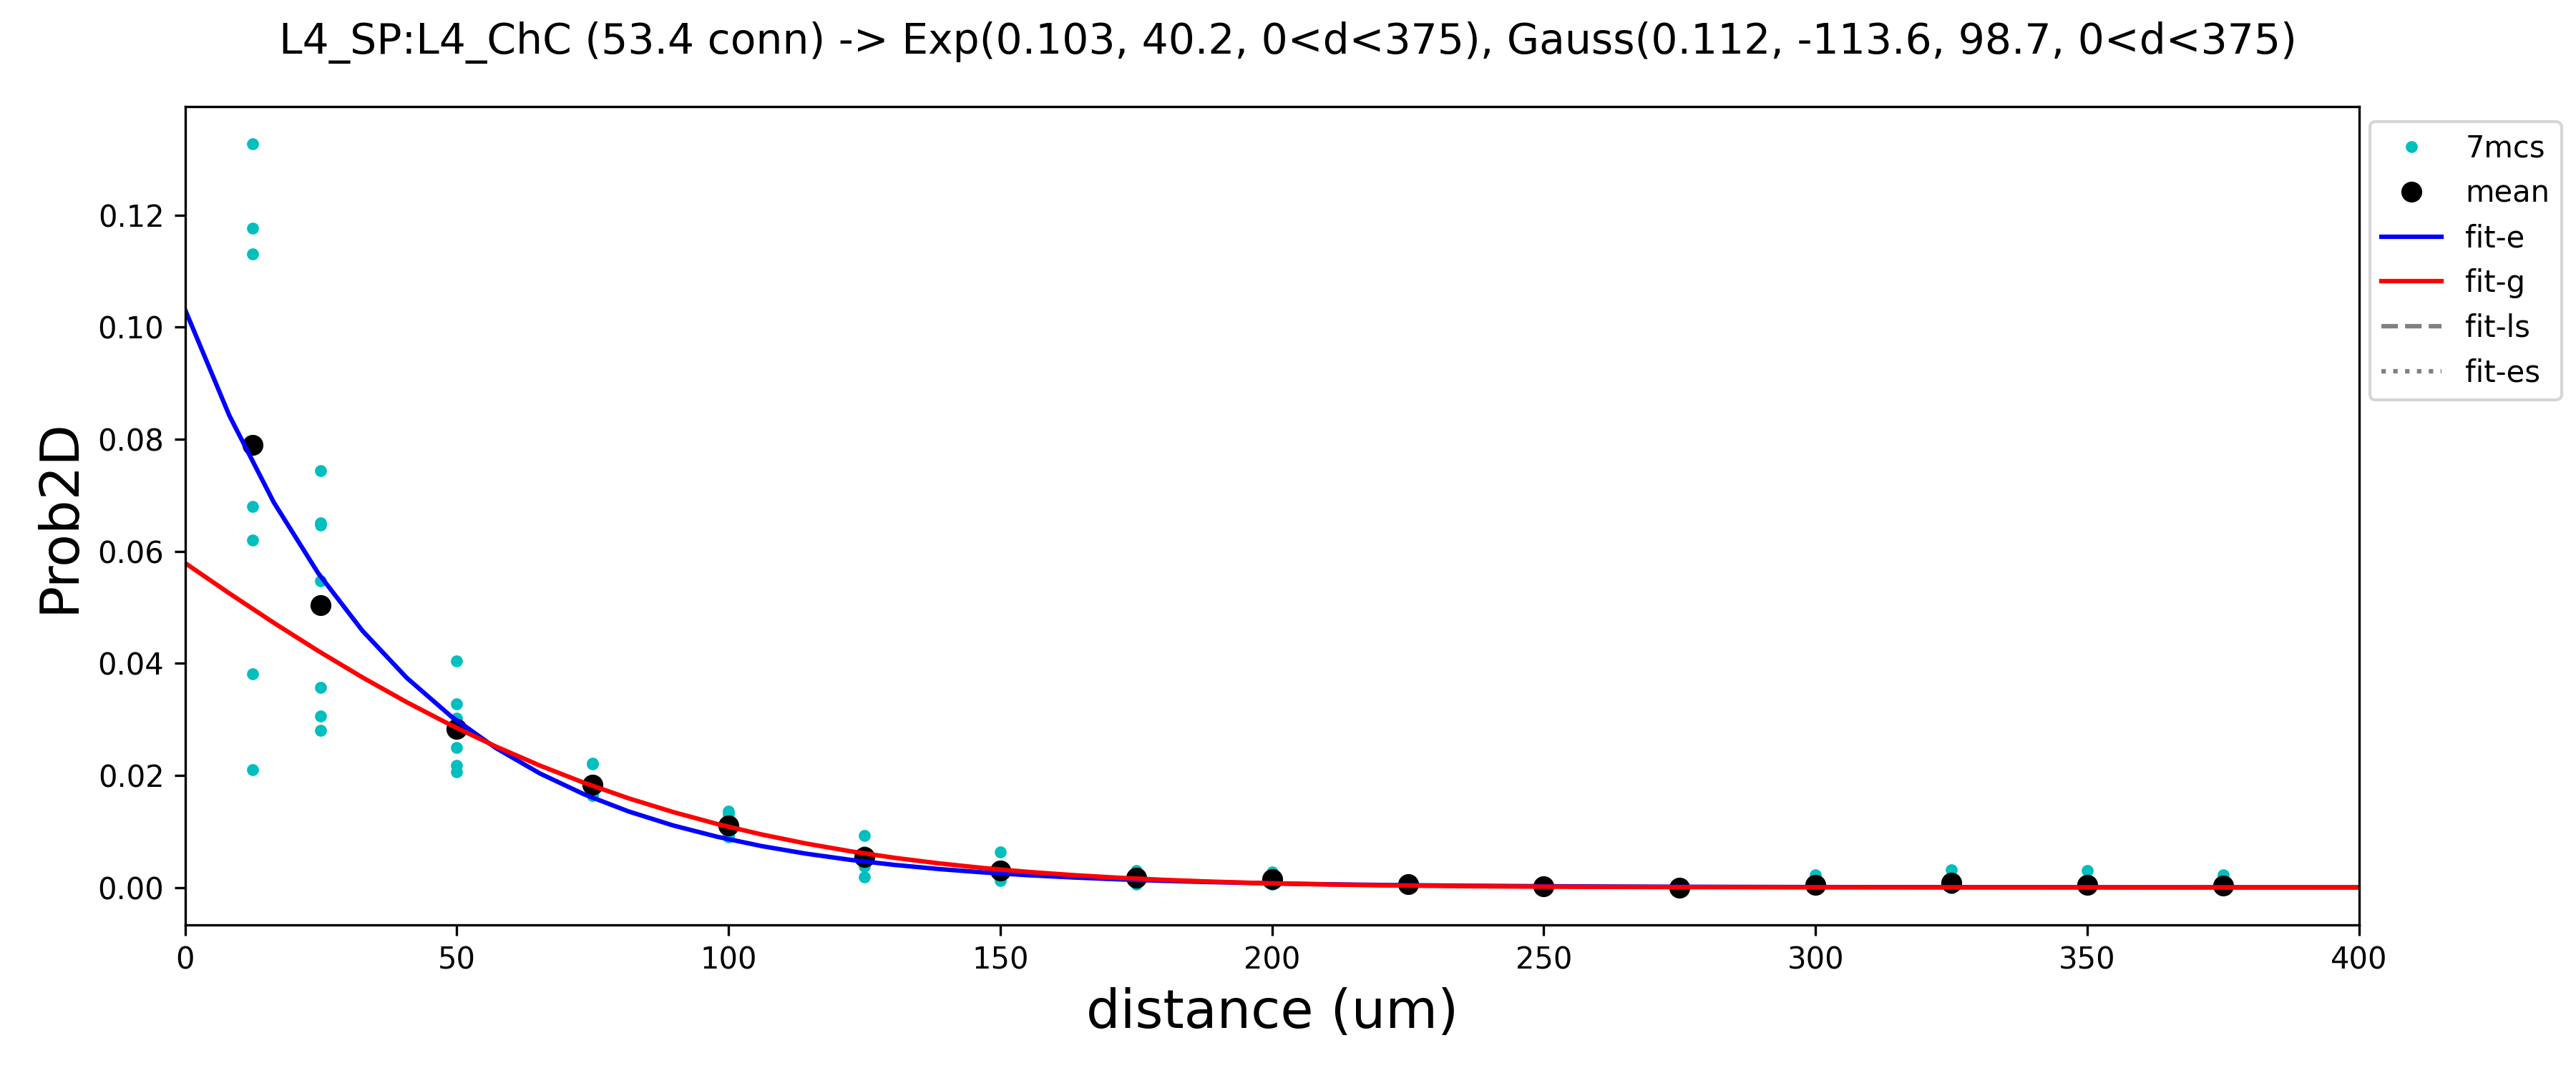 L4_SP:L4_ChC (53.4 conn) -> Exp(0.103, 40.2, 0<d<375), Gauss(0.112, -113.6, 98.7, 0<d<375)
7mcs
mean
fit-e
fit-g
fit-ls
fit-es
Prob2D
0.12
0.10
0.08
0.06
0.04
0.02
0.00
0 50 100 150 200 250 300 350 400
distance (um)